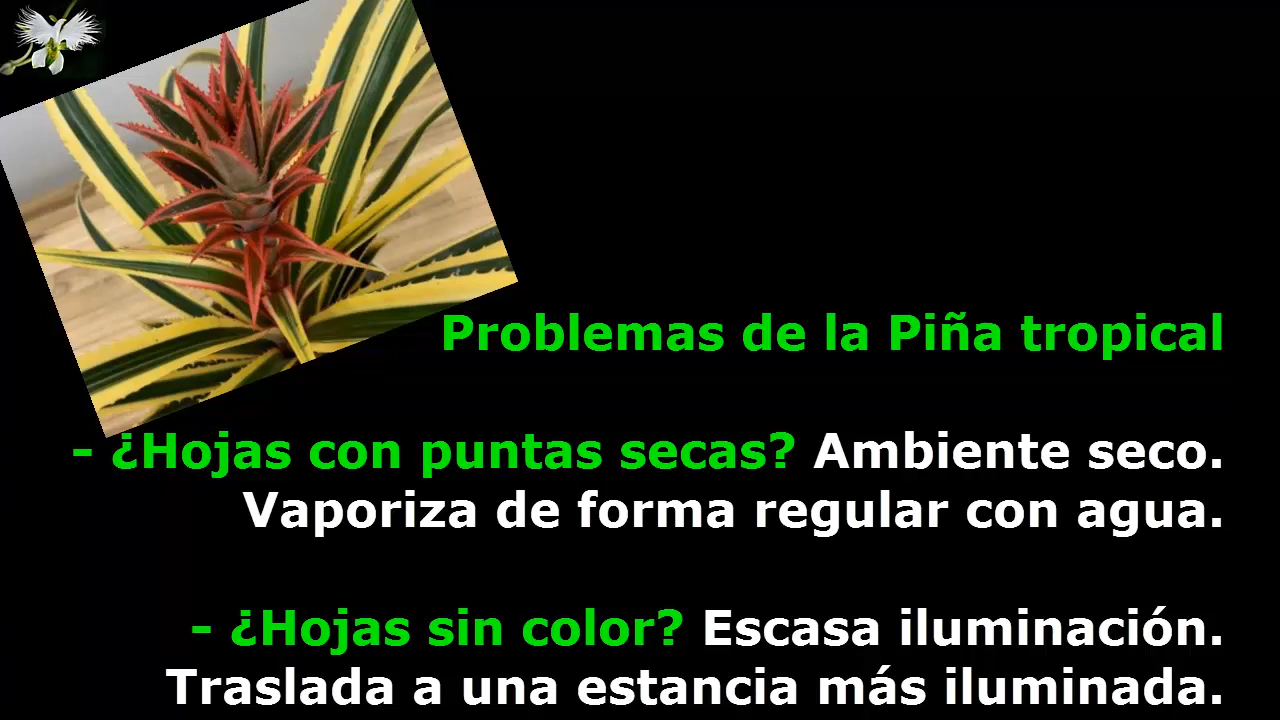 Problemas de la Piña tropical
- ¿Hojas con puntas secas? Ambiente seco.
Vaporiza de forma regular con agua.
- ¿Hojas sin color? Escasa iluminación.
Traslada a una estancia más iluminada.